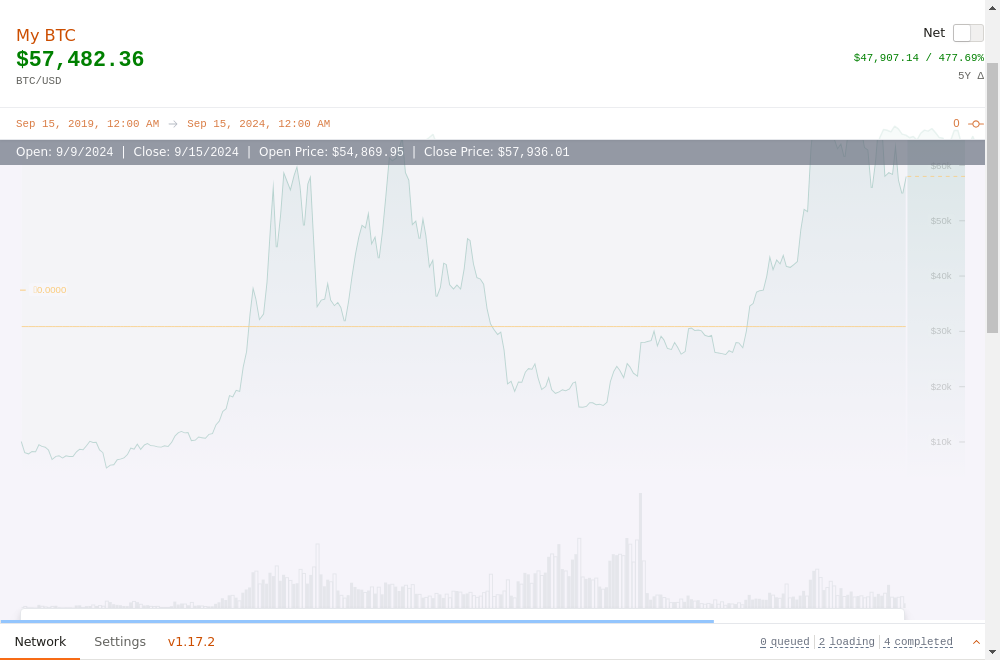 My BTC
Net
$57,482.36
$47,907.14 / 477.69%
BTC/USD
5Y Δ
Sep 15, 2019, 12:00 AM → Sep 15, 2024, 12:00 AM
0
Open: 9/9/2024 | Close: 9/15/2024 | Open Price: $54,869.95 | Close Price: $57,936.01
$60k
$50k
$40k
0.0000
$30k
$20k
$10k
Network Settings v1.17.2
0 queued 2 loading 4 completed